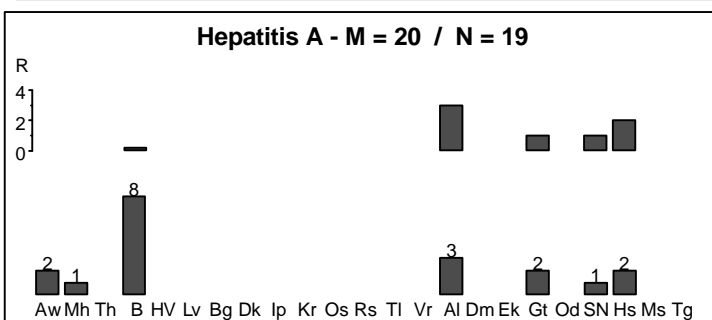 Hepatitis A - M = 20 / N = 19
R
4
2
0
8
2 1 3 2 1 2
Aw Mh Th B HV Lv Bg Dk Ip Kr Os Rs Tl Vr Al Dm Ek Gt Od SN Hs Ms Tg